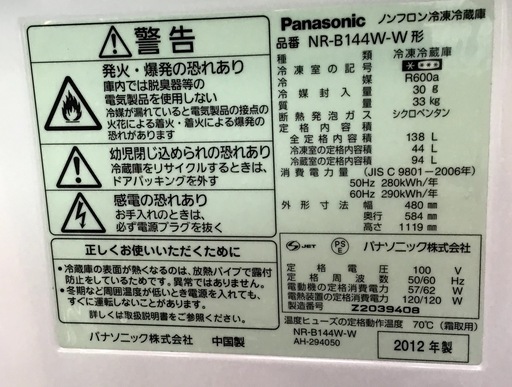 警告
発火・爆発の恐れあり
庫内では脱臭器等の
電気製品を使用しない
冷媒が漏れていると電気製品の接点の
火花による着火・着火・爆発の
恐れあり
幼児閉じ込められの恐れあり
冷蔵庫をリサイクルするときは、
ドアパッキングを外す
感電の恐れあり
お手入れのときは、
必ず電源プラグを抜く
正しくお使いいただくために
•冷蔵庫の表面が熱くなるのは、放熱パイプで露付
防止をしているためです。異常ではありません。
•冬期など周囲温度が低いとき電源を入れても、
すぐに運転しないことがあります。
詳しくは取扱説明書をご参照ください。
パナソニック株式会社 中国製
Panasonic ノンフロン冷凍冷蔵庫
品番 NR-B144W-W形
種類 冷凍冷蔵庫
冷凍室の記号
冷媒 R600a
冷媒封入量 30 g
質量 33 kg
断熱発泡ガス シクロペンタン
定格内容積
全定格内容積 138 L
冷凍室の定格内容積 44 L
冷蔵室の定格内容積 94 L
消費電力量 (JIS C 9801-2006年)
50Hz 280kWh/年
60Hz 290kWh/年
外形寸法 幅 480 mm
奥行 584 mm
高さ 1119 mm
JET PSE パナソニック株式会社
定格電圧 100 V
定格周波数 50/60 Hz
電動機の定格消費電力 57/62 W
電熱装置の定格消費電力 120/120 W
製造番号 Z2039408
温度ヒューズの定格動作温度 70℃(霜取用)
NR-B144W-W
AH-294050 2012年製